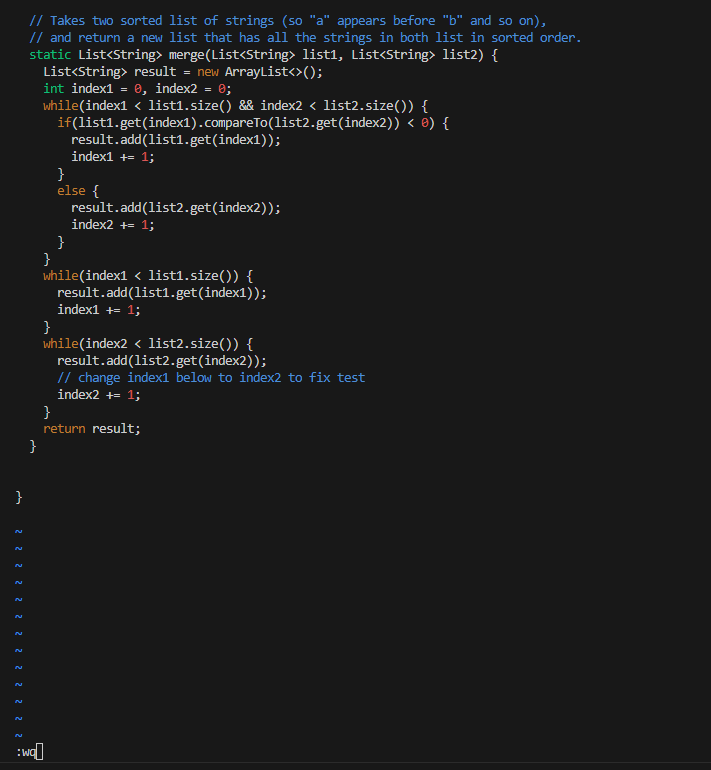 // Takes two sorted list of strings (so "a" appears before "b" and so on),
// and return a new list that has all the strings in both list in sorted order.
static List<String> merge(List<String> list1, List<String> list2) {
  List<String> result = new ArrayList<>();
  int index1 = 0, index2 = 0;
  while(index1 < list1.size() && index2 < list2.size()) {
    if(list1.get(index1).compareTo(list2.get(index2)) < 0) {
      result.add(list1.get(index1));
      index1 += 1;
    }
    else {
      result.add(list2.get(index2));
      index2 += 1;
    }
  }
  while(index1 < list1.size()) {
    result.add(list1.get(index1));
    index1 += 1;
  }
  while(index2 < list2.size()) {
    result.add(list2.get(index2));
    // change index1 below to index2 to fix test
    index2 += 1;
  }
  return result;
}
}
~
~
~
~
~
~
~
~
~
~
~
~
~
:wq